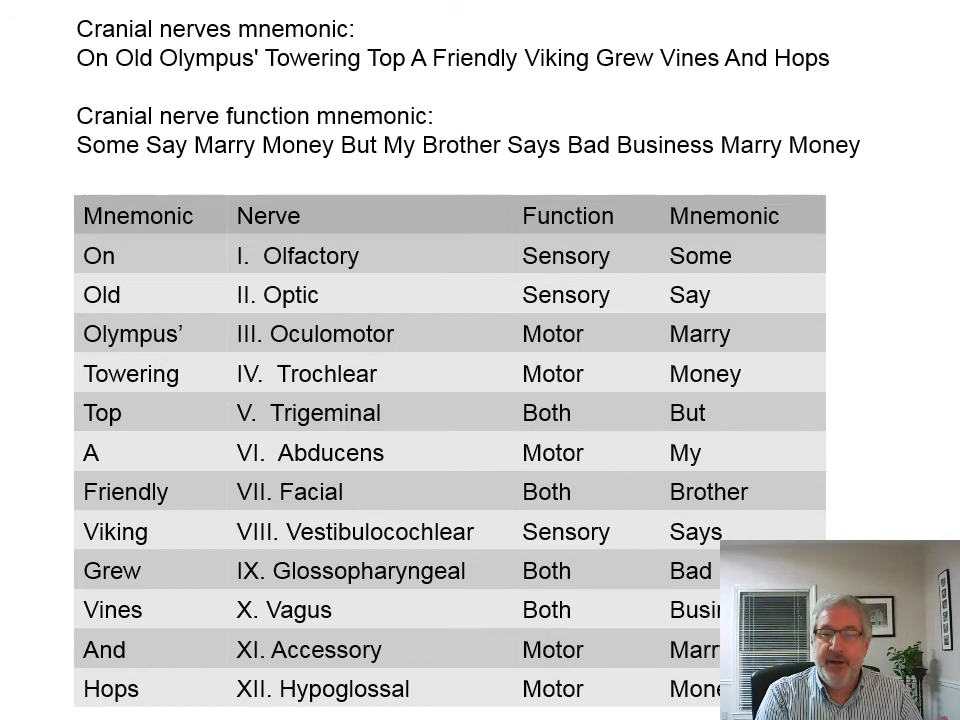 Cranial nerves mnemonic:
On Old Olympus' Towering Top A Friendly Viking Grew Vines And Hops
Cranial nerve function mnemonic:
Some Say Marry Money But My Brother Says Bad Business Marry Money
Mnemonic Nerve Function Mnemonic
On I. Olfactory Sensory Some
Old II. Optic Sensory Say
Olympus’ III. Oculomotor Motor Marry
Towering IV. Trochlear Motor Money
Top V. Trigeminal Both But
A VI. Abducens Motor My
Friendly VII. Facial Both Brother
Viking VIII. Vestibulocochlear Sensory Says
Grew IX. Glossopharyngeal Both Bad
Vines X. Vagus Both
And XI. Accessory Motor
Hops XII. Hypoglossal Motor